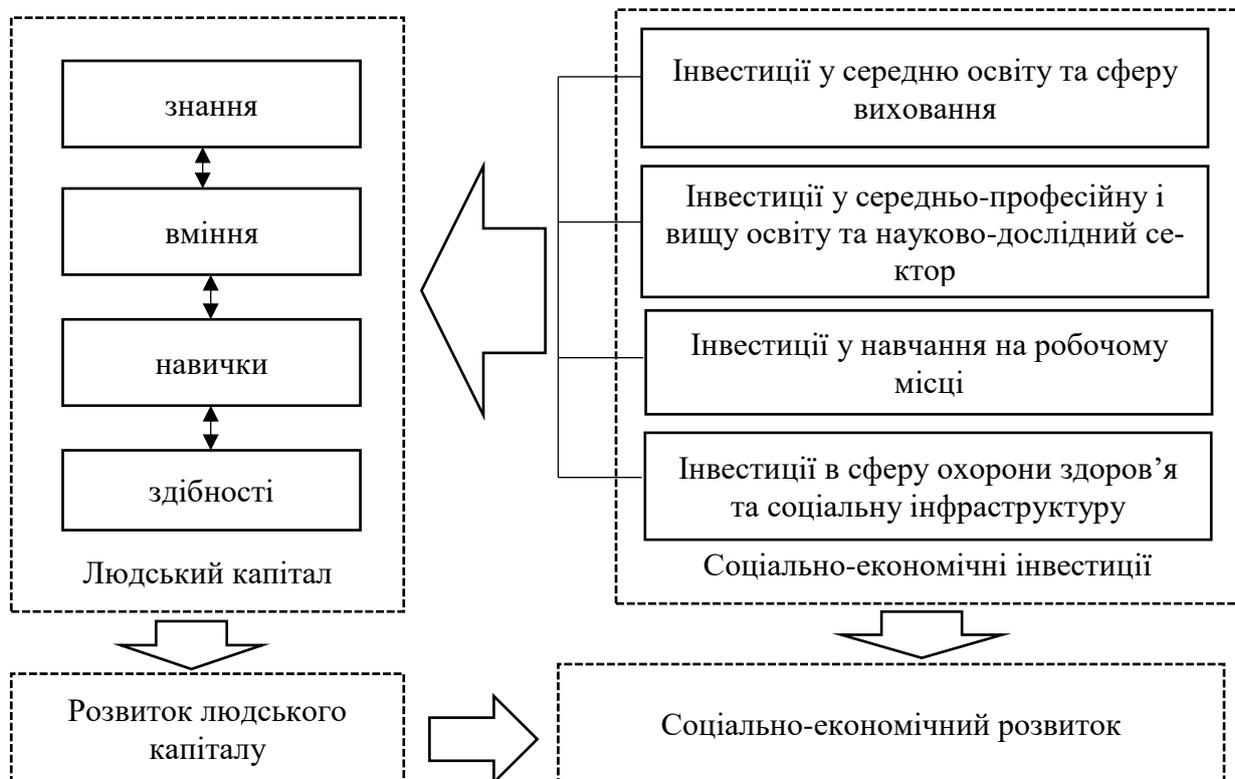 знання
вміння
навички
здібності
Людський капітал
Інвестиції у середню освіту та сферу
виховання
Інвестиції у середньо-професійну і
вищу освіту та науково-дослідний се-
ктор
Інвестиції у навчання на робочому
місці
Інвестиції в сферу охорони здоров’я
та соціальну інфраструктуру
Соціально-економічні інвестиції
Розвиток людського
капіталу
Соціально-економічний розвиток